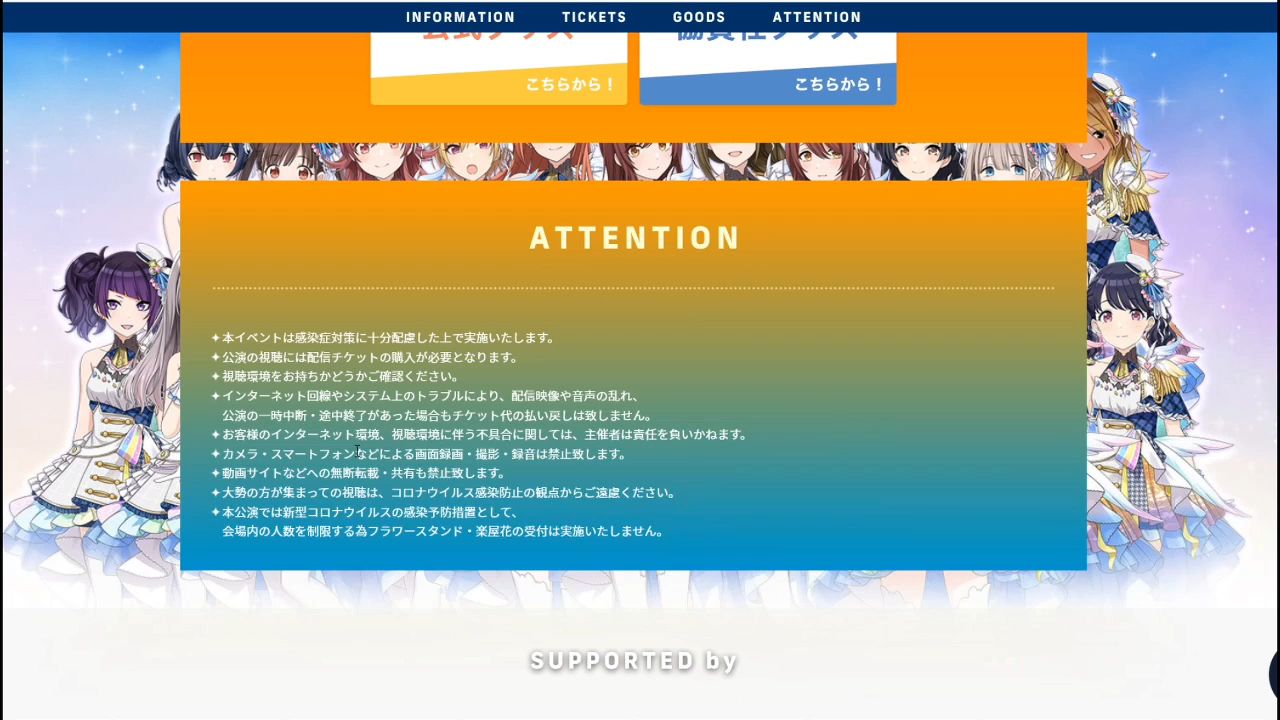 INFORMATION TICKETS GOODS ATTENTION
公式グッズ 協賛社グッズ
こちらから！ こちらから！
ATTENTION
✦本イベントは感染症対策に十分配慮した上で実施いたします。
✦公演の視聴には配信チケットの購入が必要となります。
✦視聴環境をお持ちかどうかご確認ください。
✦インターネット回線やシステム上のトラブルにより、配信映像や音声の乱れ、
公演の一時中断・途中終了があった場合もチケット代の払い戻しは致しません。
✦お客様のインターネット環境、視聴環境に伴う不具合に関しては、主催者は責任を負いかねます。
✦カメラ・スマートフォンなどによる画面録画・撮影・録音は禁止致します。
✦動画サイトなどへの無断転載・共有も禁止致します。
✦大勢の方が集まっての視聴は、コロナウイルス感染防止の観点からご遠慮ください。
✦本公演では新型コロナウイルスの感染予防措置として、
会場内の人数を制限する為フラワースタンド・楽屋花の受付は実施いたしません。
SUPPORTED by